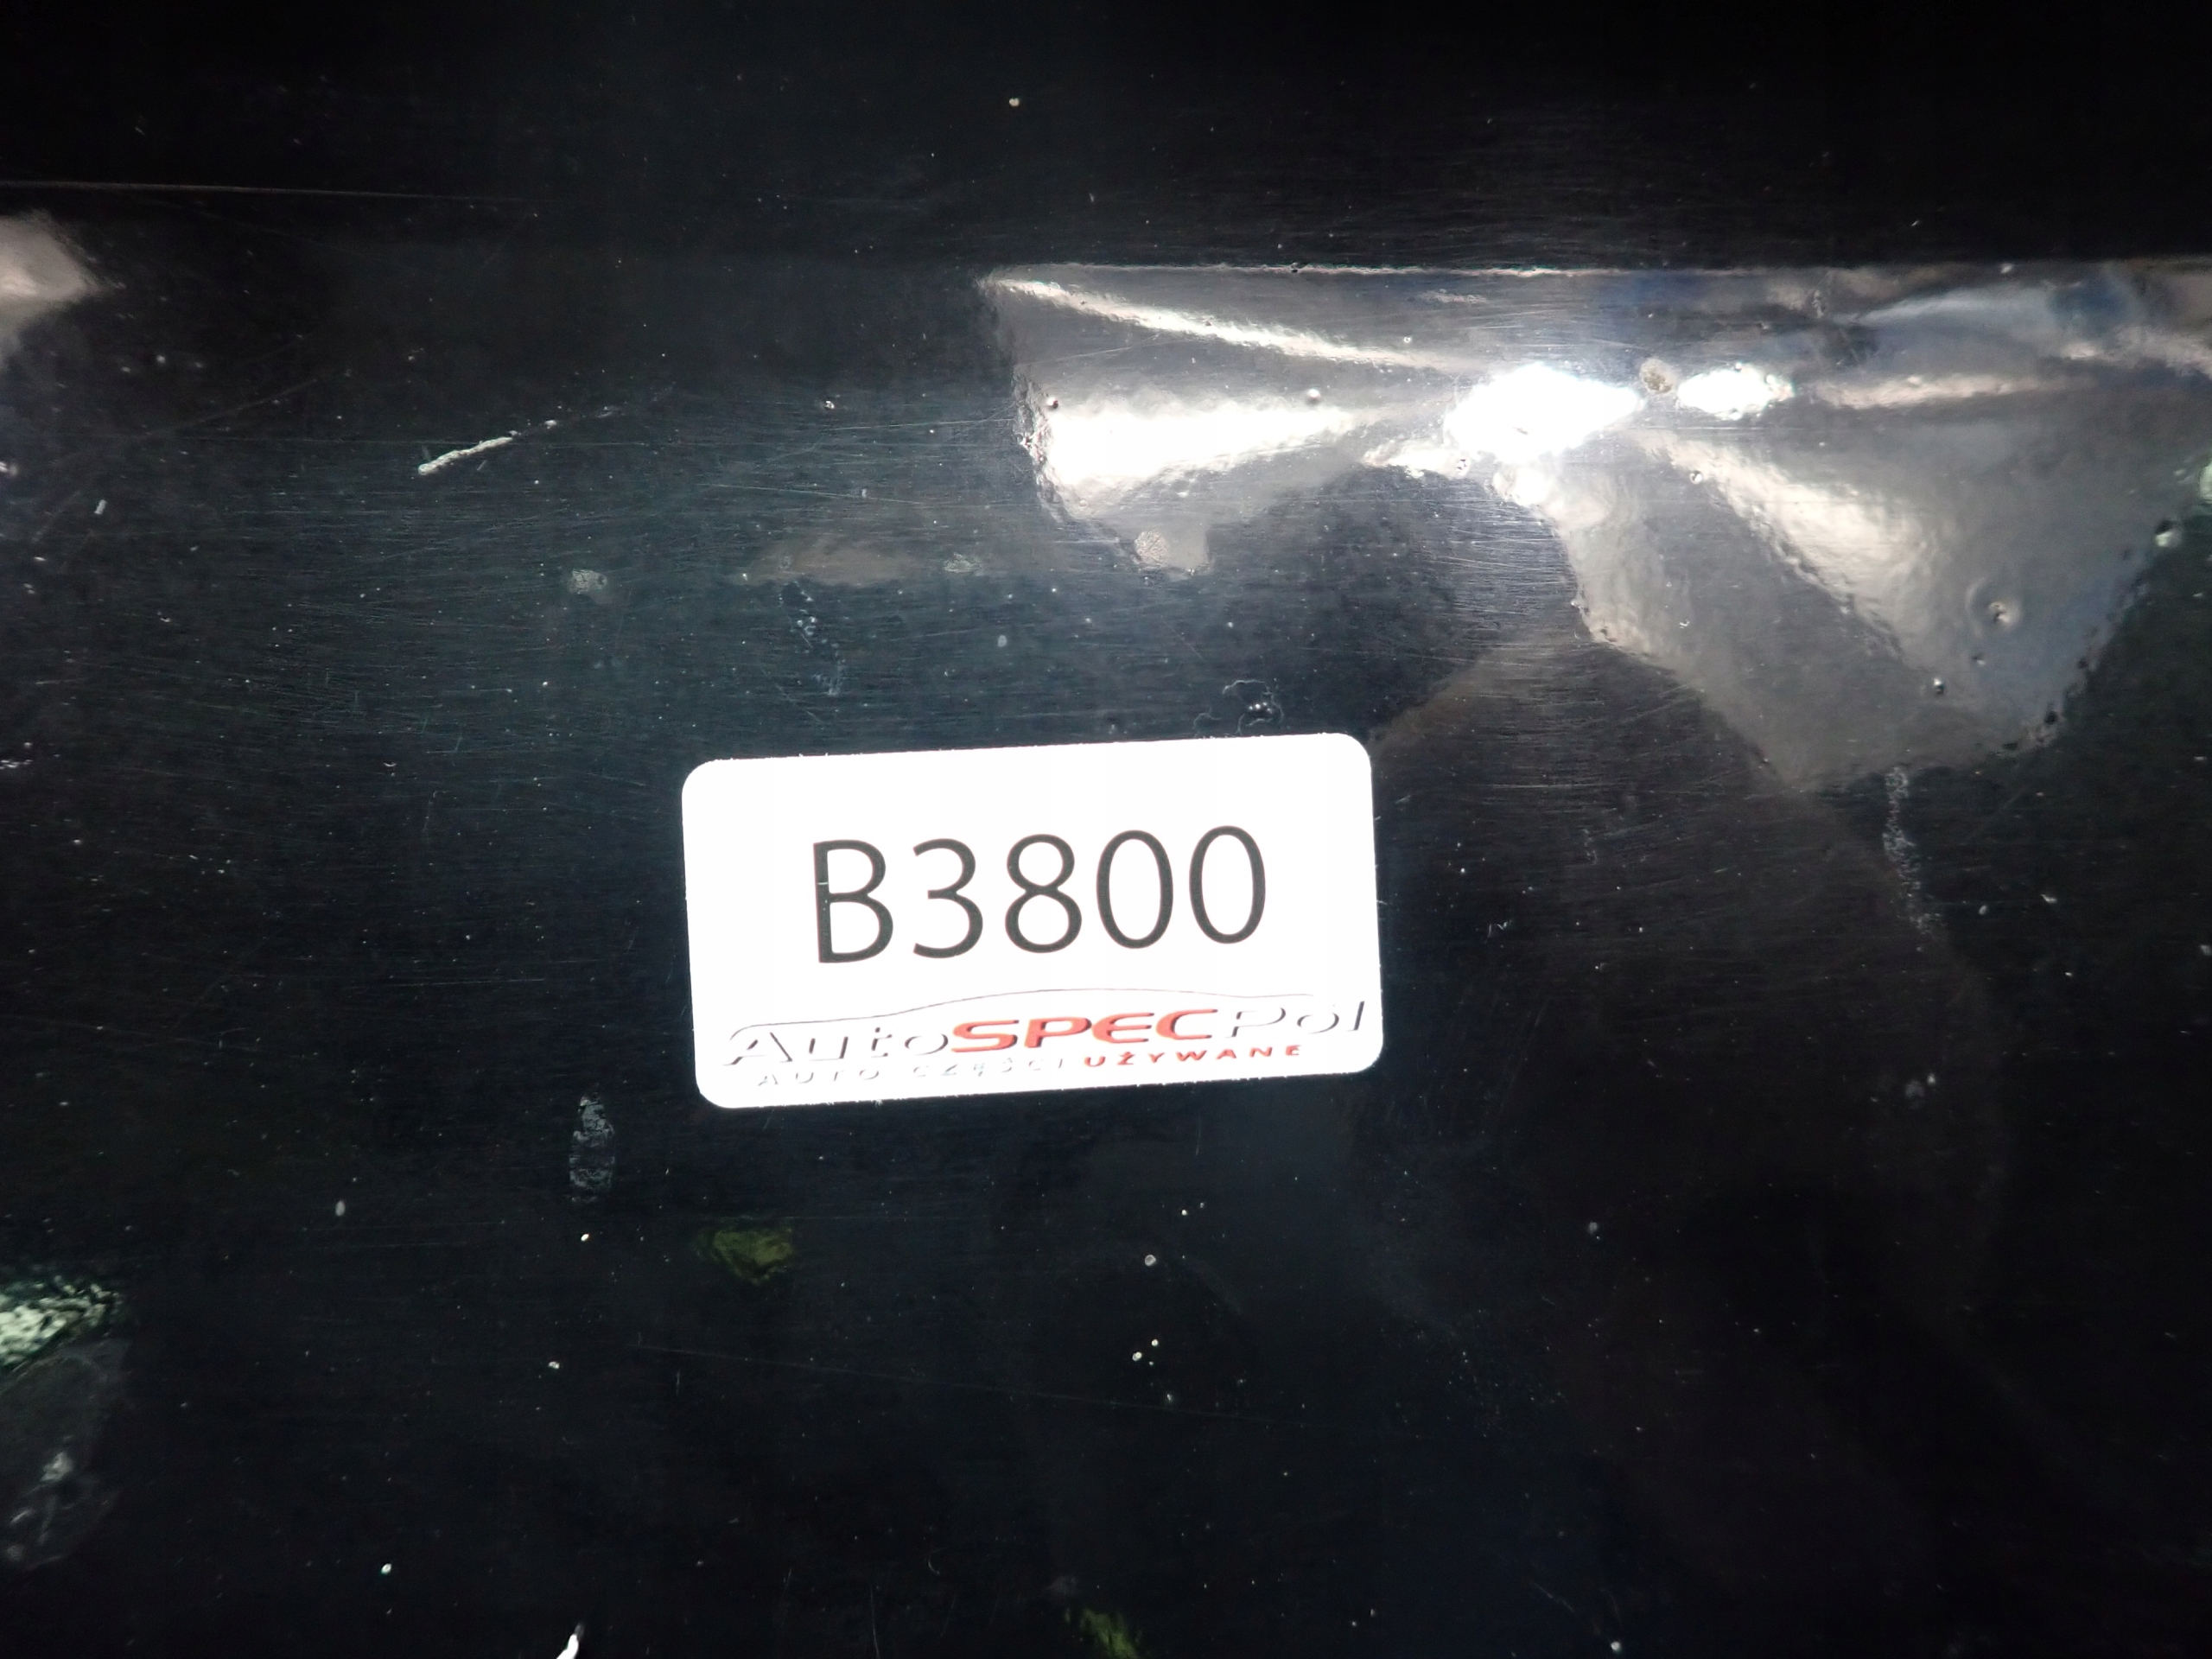 B3800
AutoSPECPol
AUTO CZĘŚCI UŻYWANE